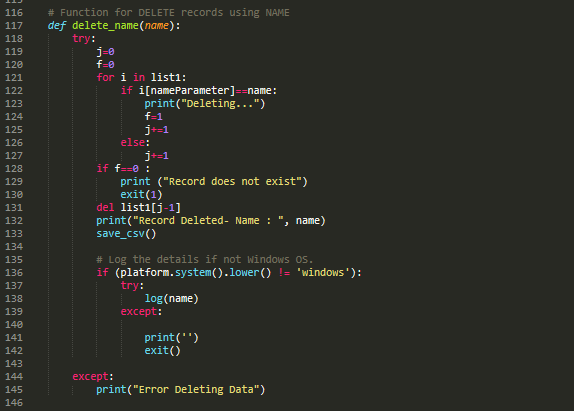 115
116 # Function for DELETE records using NAME
117 def delete_name(name):
118 try:
119 j=0
120 f=0
121 for i in list1:
122 if i[nameParameter]==name:
123 print("Deleting...")
124 f=1
125 j+=1
126 else:
127 j+=1
128 if f==0 :
129 print ("Record does not exist")
130 exit(1)
131 del list1[j-1]
132 print("Record Deleted- Name : ", name)
133 save_csv()
134
135 # Log the details if not Windows OS.
136 if (platform.system().lower() != 'windows'):
137 try:
138 log(name)
139 except:
140
141 print('')
142 exit()
143
144 except:
145 print("Error Deleting Data")
146